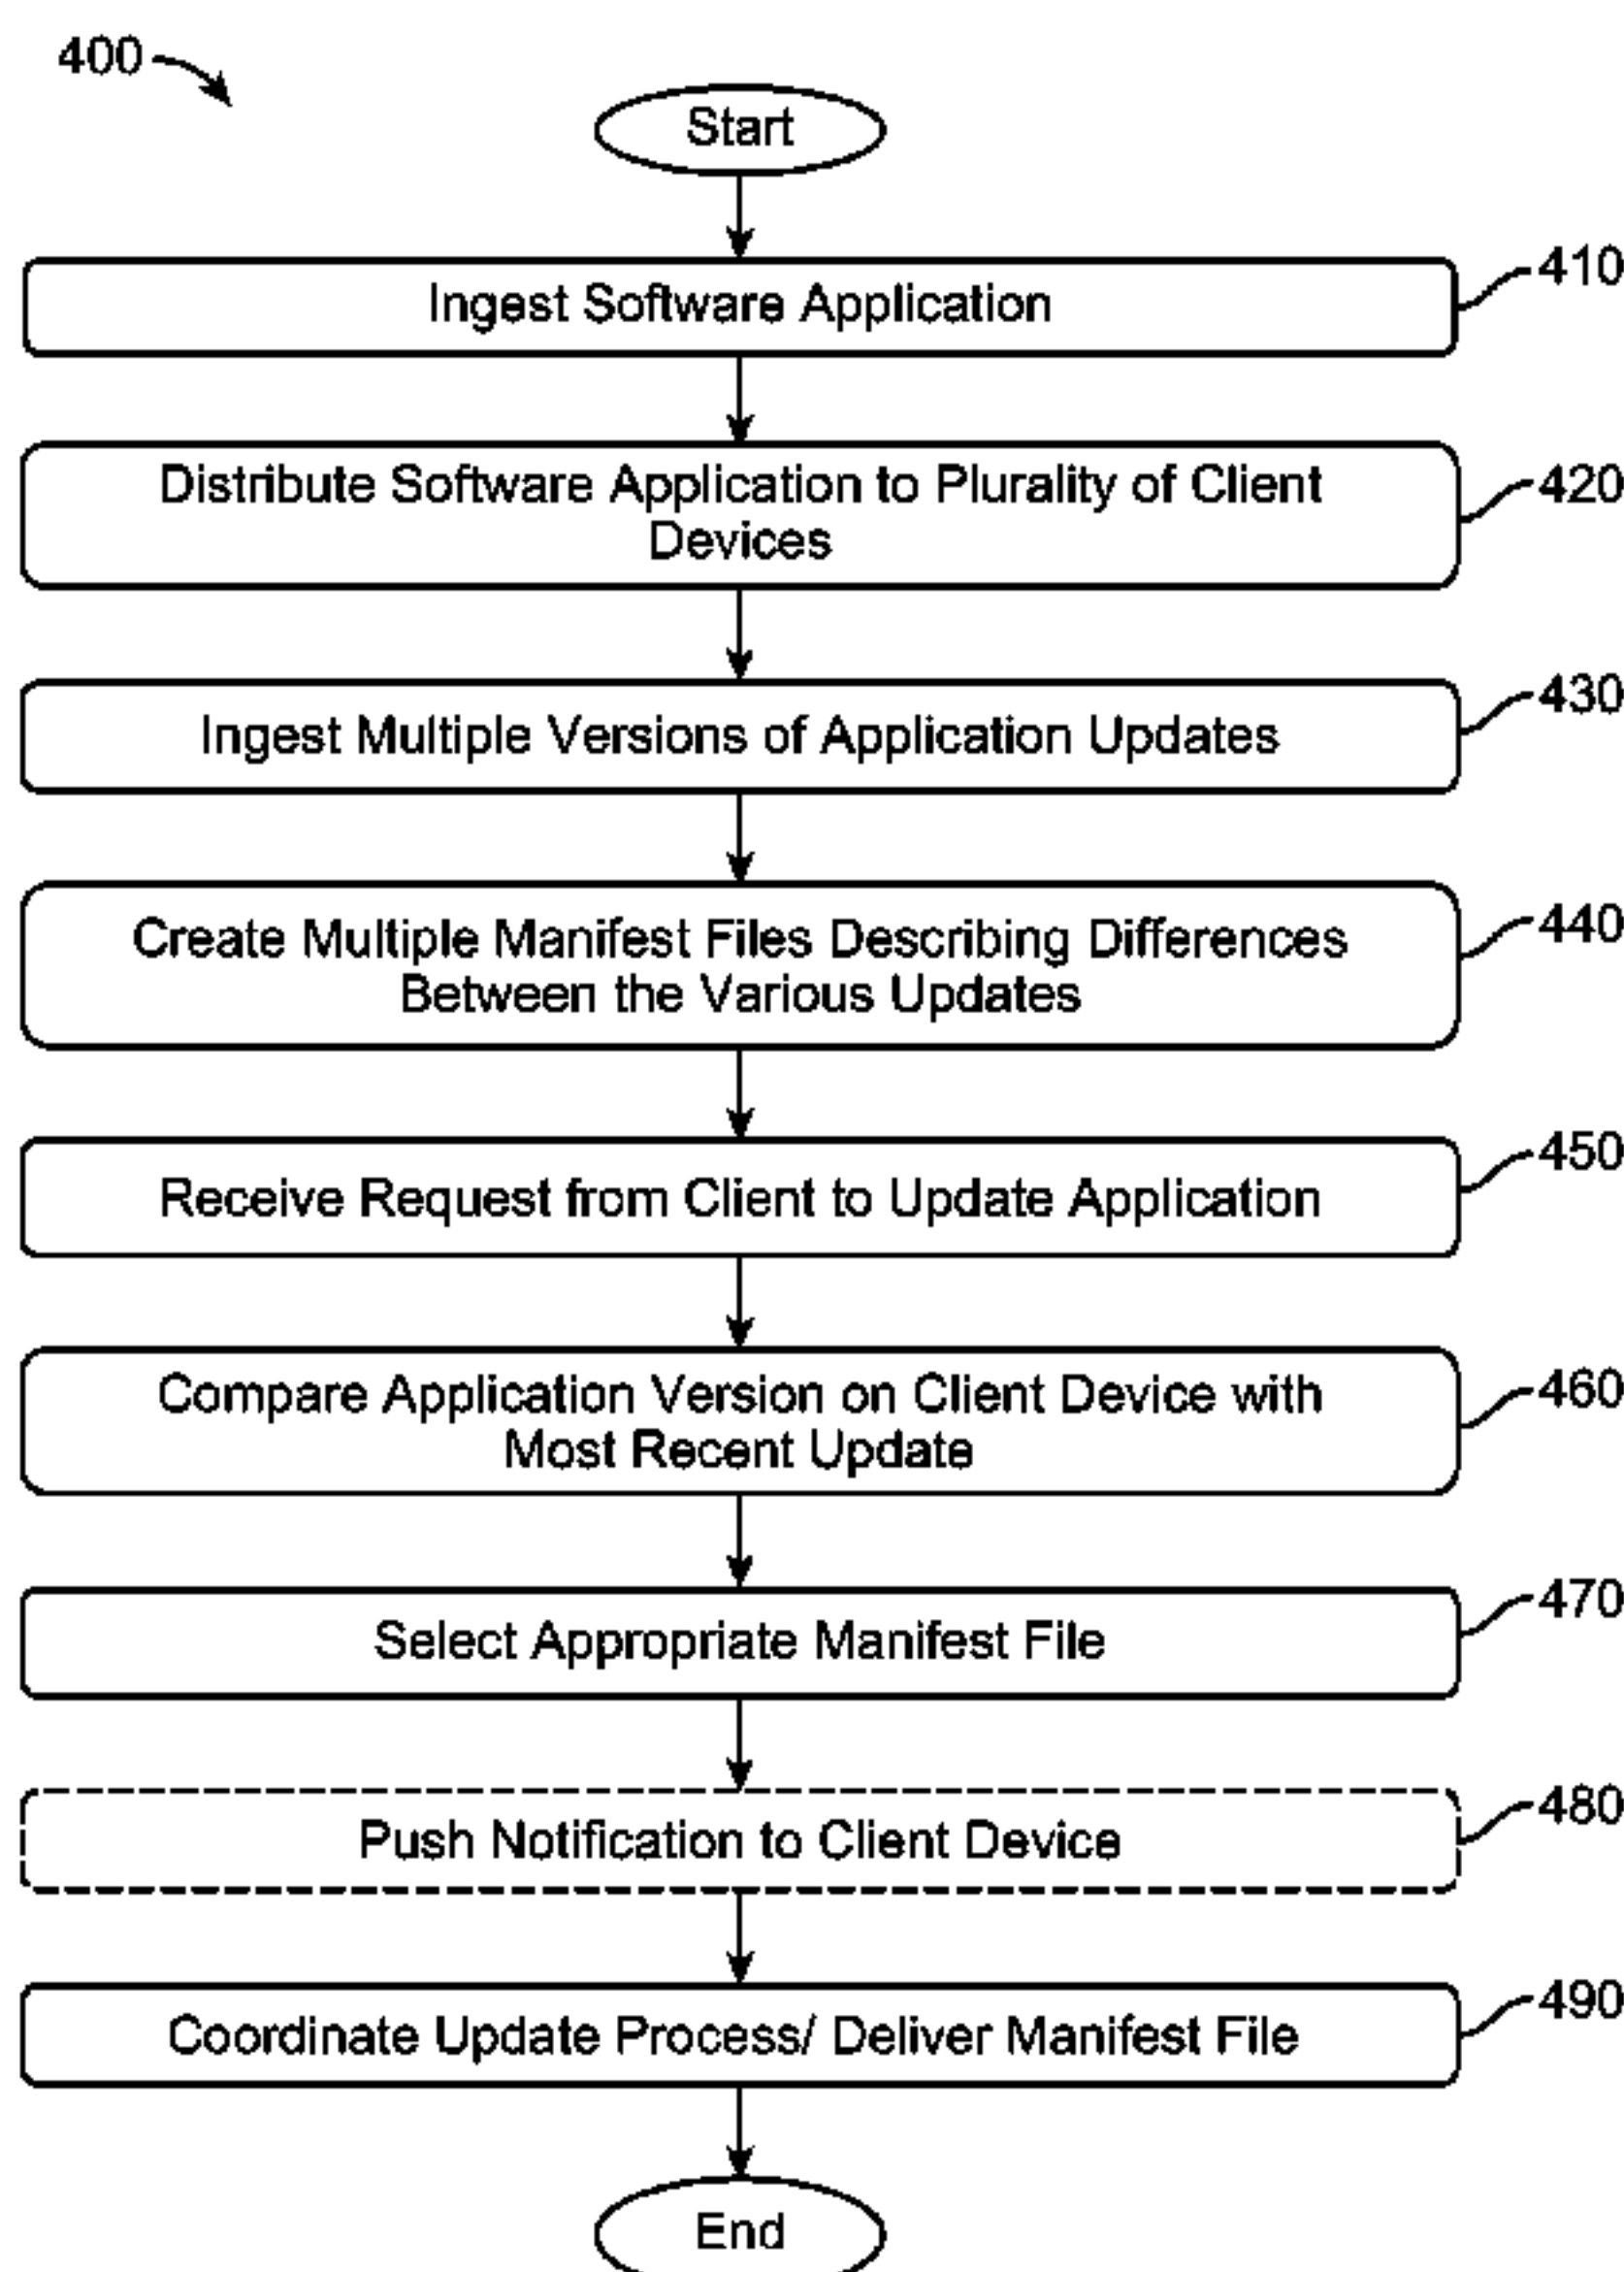 400
Start
Ingest Software Application
410
Distribute Software Application to Plurality of Client
Devices
420
Ingest Multiple Versions of Application Updates
430
Create Multiple Manifest Files Describing Differences
Between the Various Updates
440
Receive Request from Client to Update Application
450
Compare Application Version on Client Device with
Most Recent Update
460
Select Appropriate Manifest File
470
Push Notification to Client Device
480
Coordinate Update Process/ Deliver Manifest File
490
End